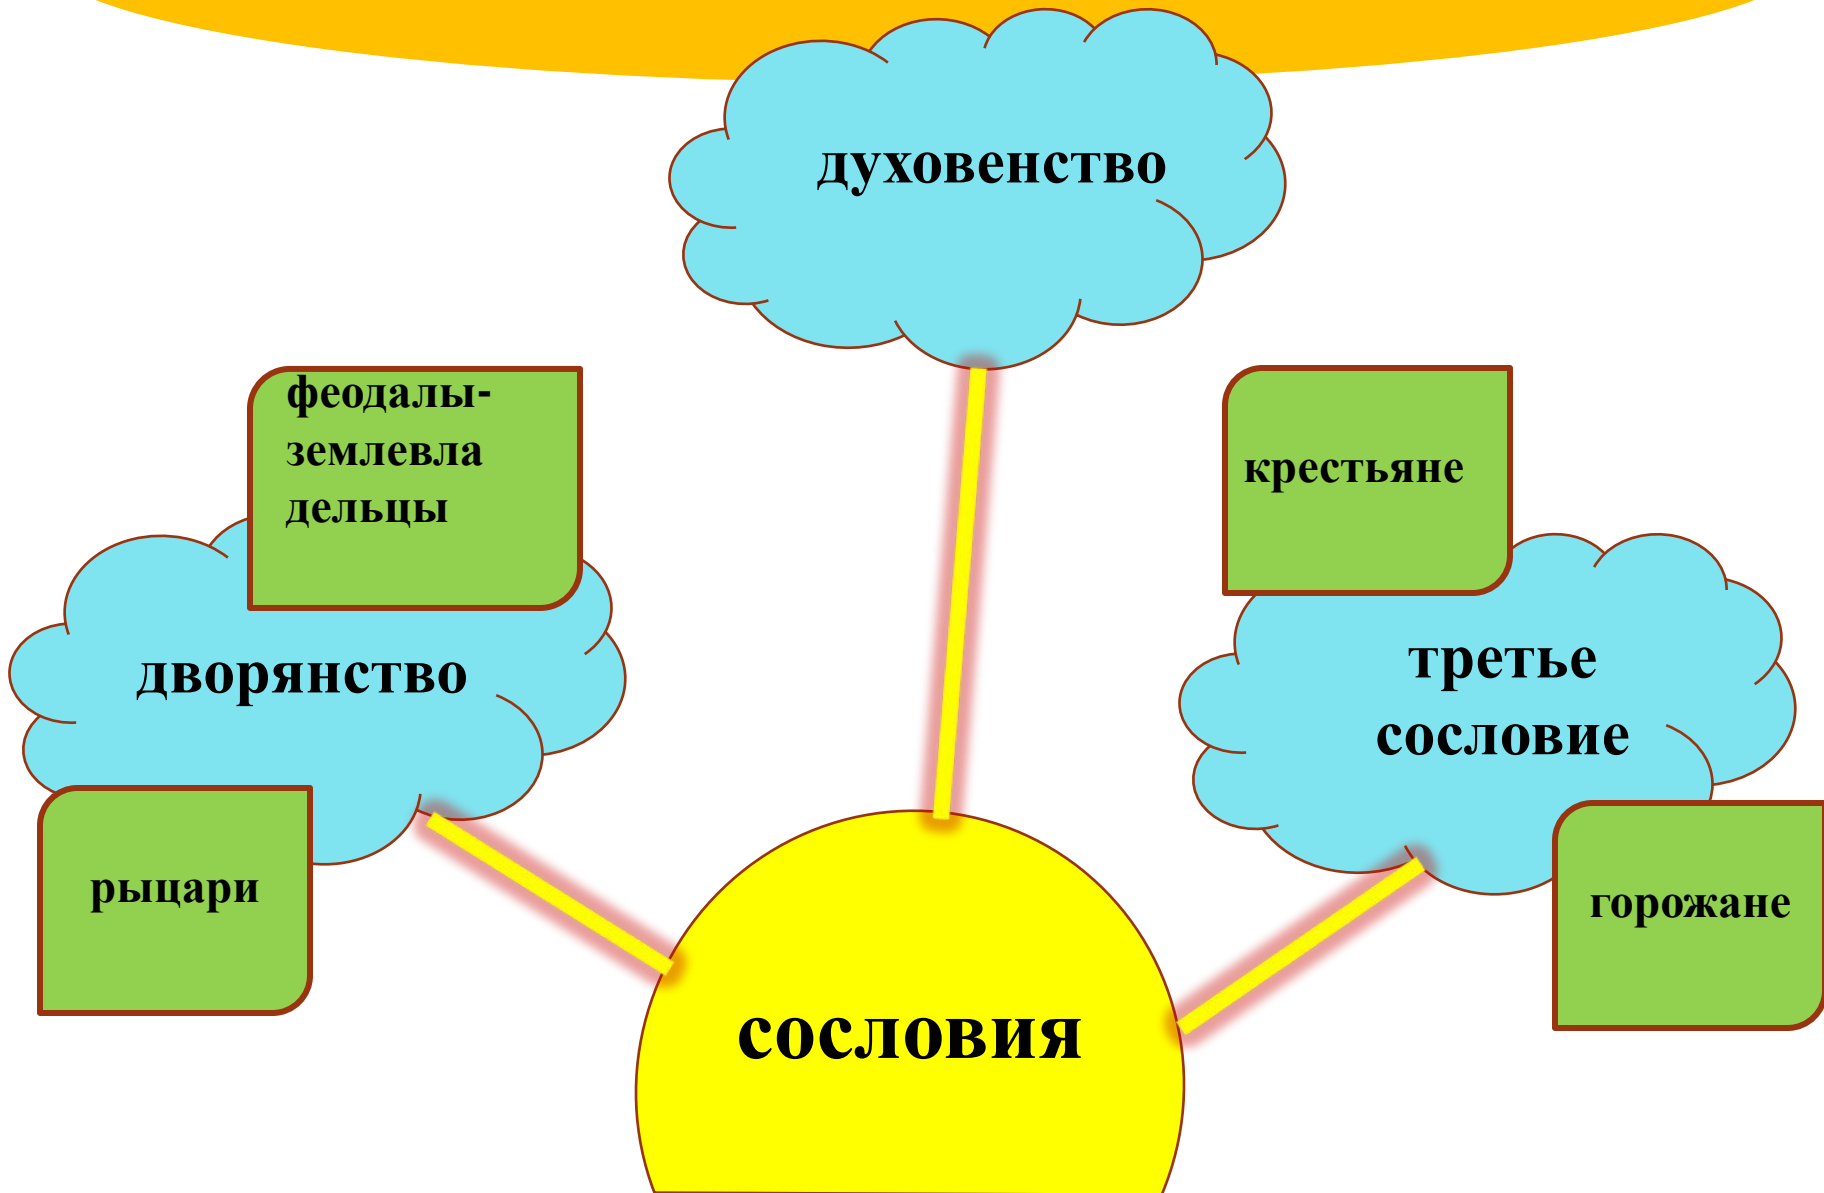 духовенство
феодалы-
землевла
дельцы
крестьяне
дворянство
третье
сословие
рыцари
горожане
сословия